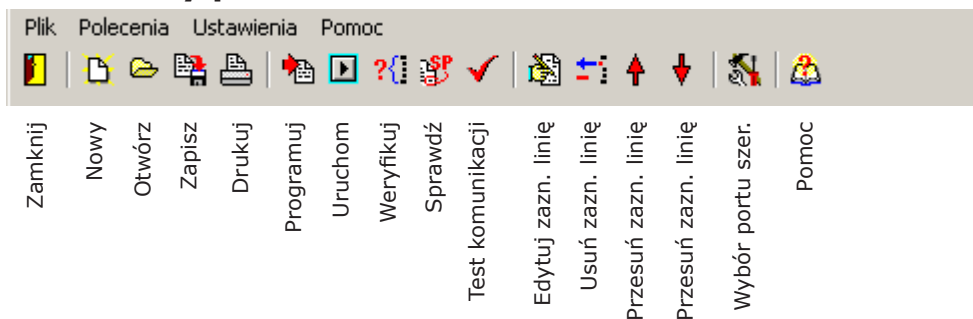 Plik Polecenia Ustawienia Pomoc
?{
SP
?
Zamknij
Nowy
Otwórz
Zapisz
Drukuj
Programuj
Uruchom
Weryfikuj
Sprawdź
Test komunikacji
Edytuj zazn. linię
Usuń zazn. linię
Przesuń zazn. linię
Przesuń zazn. linię
Wybór portu szer.
Pomoc